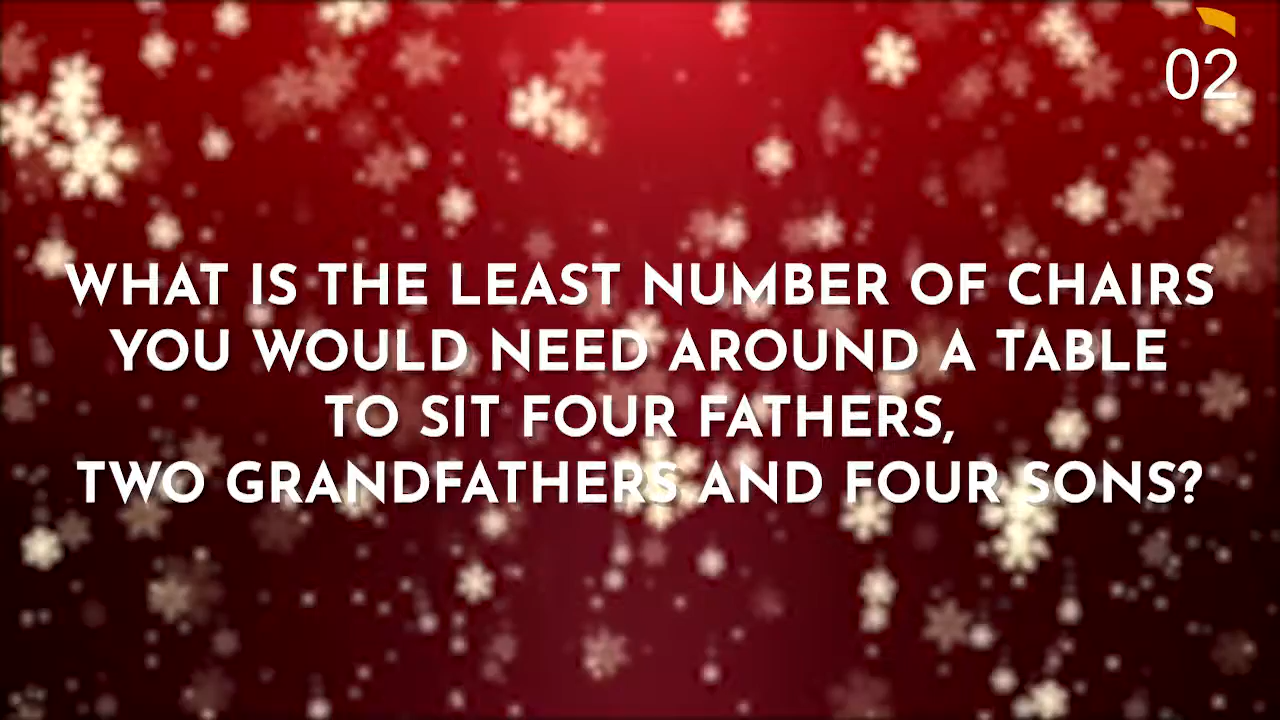 02
WHAT IS THE LEAST NUMBER OF CHAIRS
YOU WOULD NEED AROUND A TABLE
TO SIT FOUR FATHERS,
TWO GRANDFATHERS AND FOUR SONS?